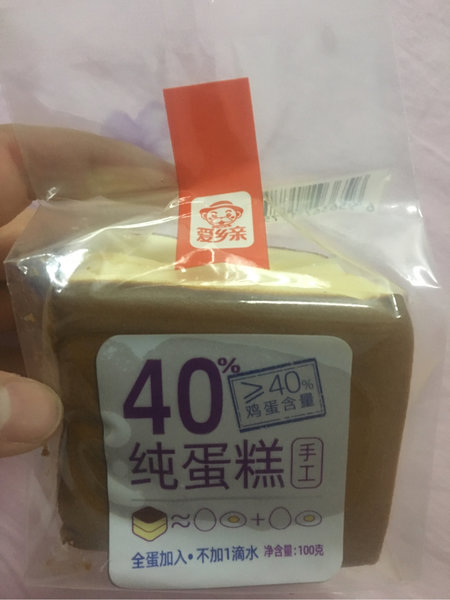 爱乡亲
40%
≥40%
鸡蛋含量
纯蛋糕
手工
≈ +
全蛋加入·不加1滴水 净含量:100克